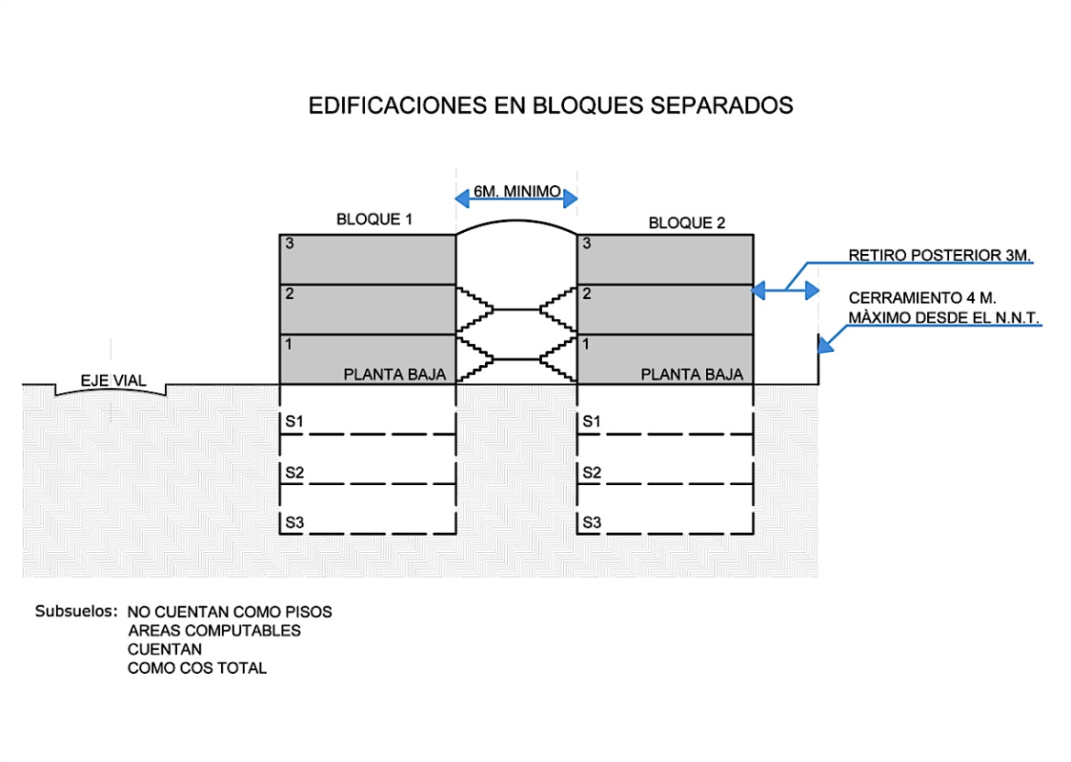 EDIFICACIONES EN BLOQUES SEPARADOS
6M. MINIMO
BLOQUE 1
BLOQUE 2
3
3
RETIRO POSTERIOR 3M.
2
2
CERRAMIENTO 4 M.
MÀXIMO DESDE EL N.N.T.
1
1
EJE VIAL
PLANTA BAJA
PLANTA BAJA
S1
S1
S2
S2
S3
S3
Subsuelos: NO CUENTAN COMO PISOS
AREAS COMPUTABLES
CUENTAN
COMO COS TOTAL